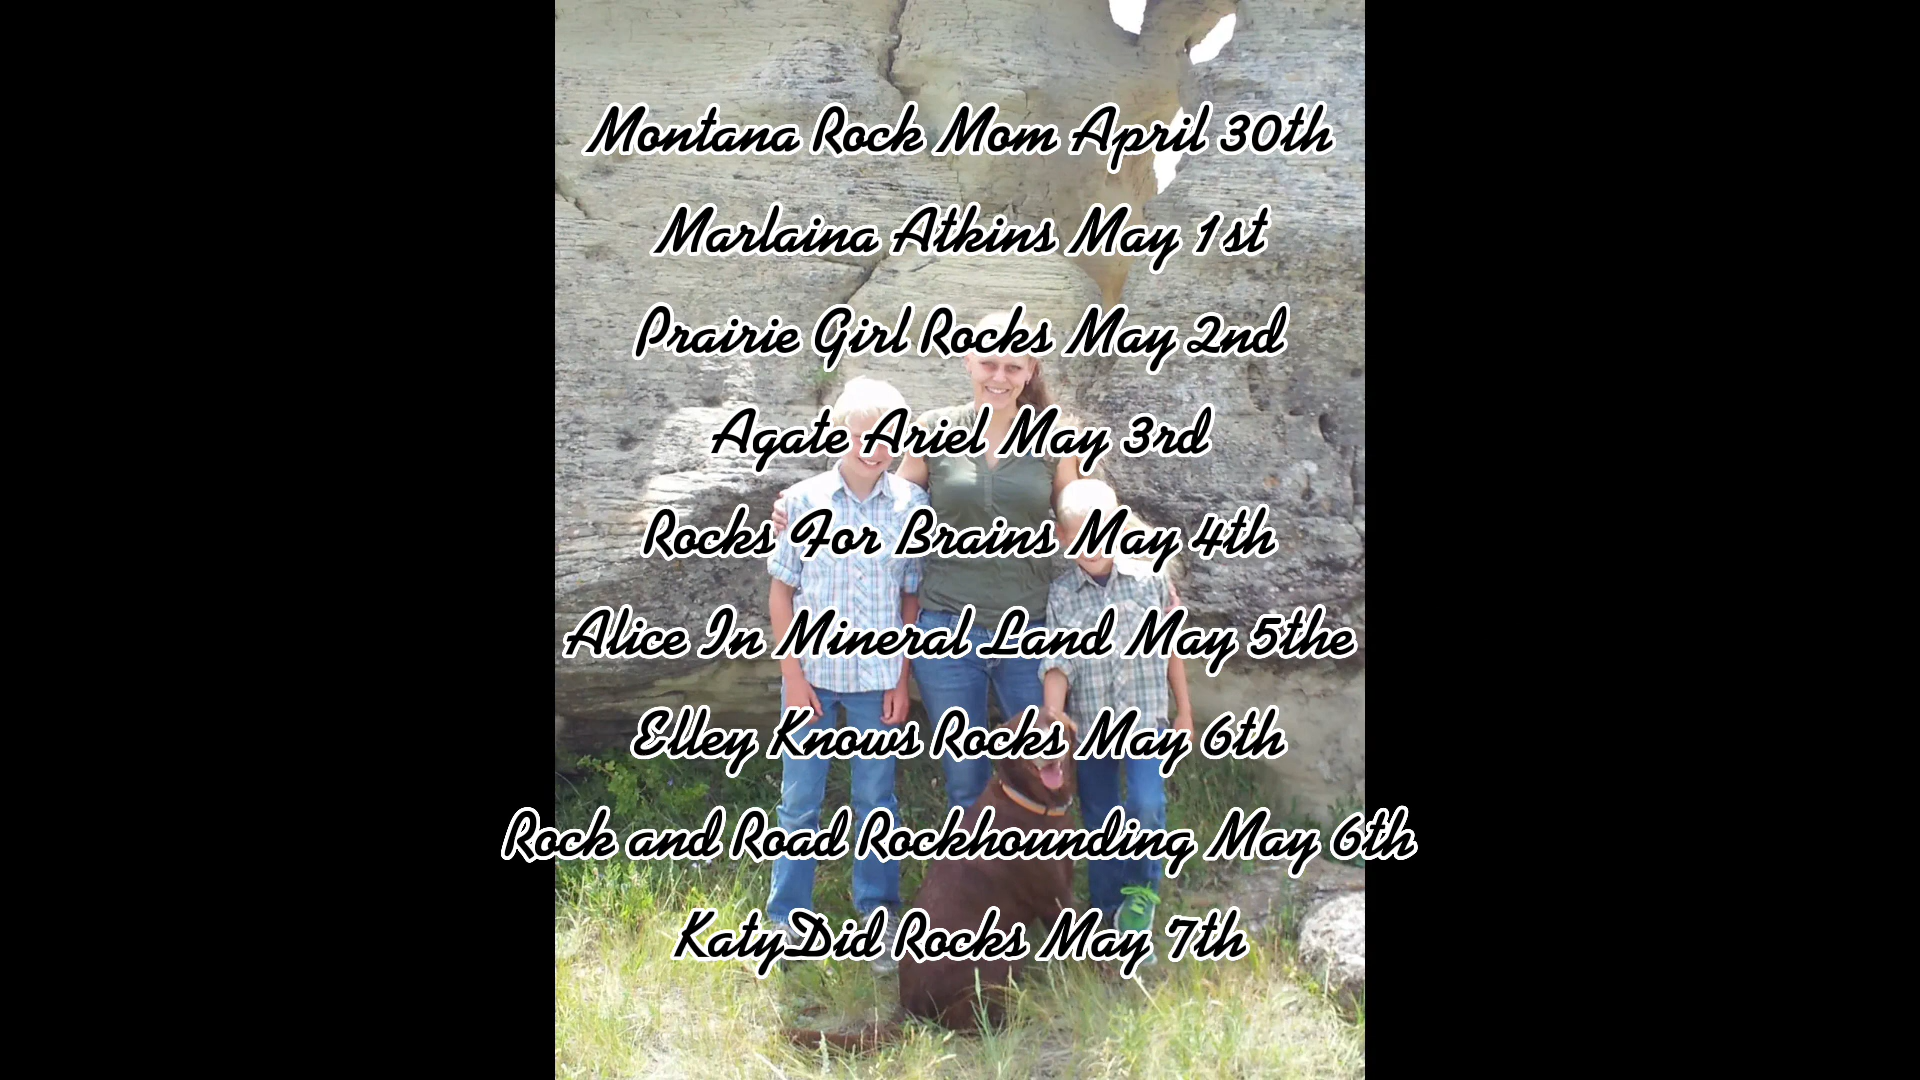 Montana Rock Mom April 30th
Marlaina Atkins May 1st
Prairie Girl Rocks May 2nd
Agate Ariel May 3rd
Rocks For Brains May 4th
Alice In Mineral Land May 5the
Elley Knows Rocks May 6th
Rock and Road Rockhounding May 6th
KatyDid Rocks May 7th